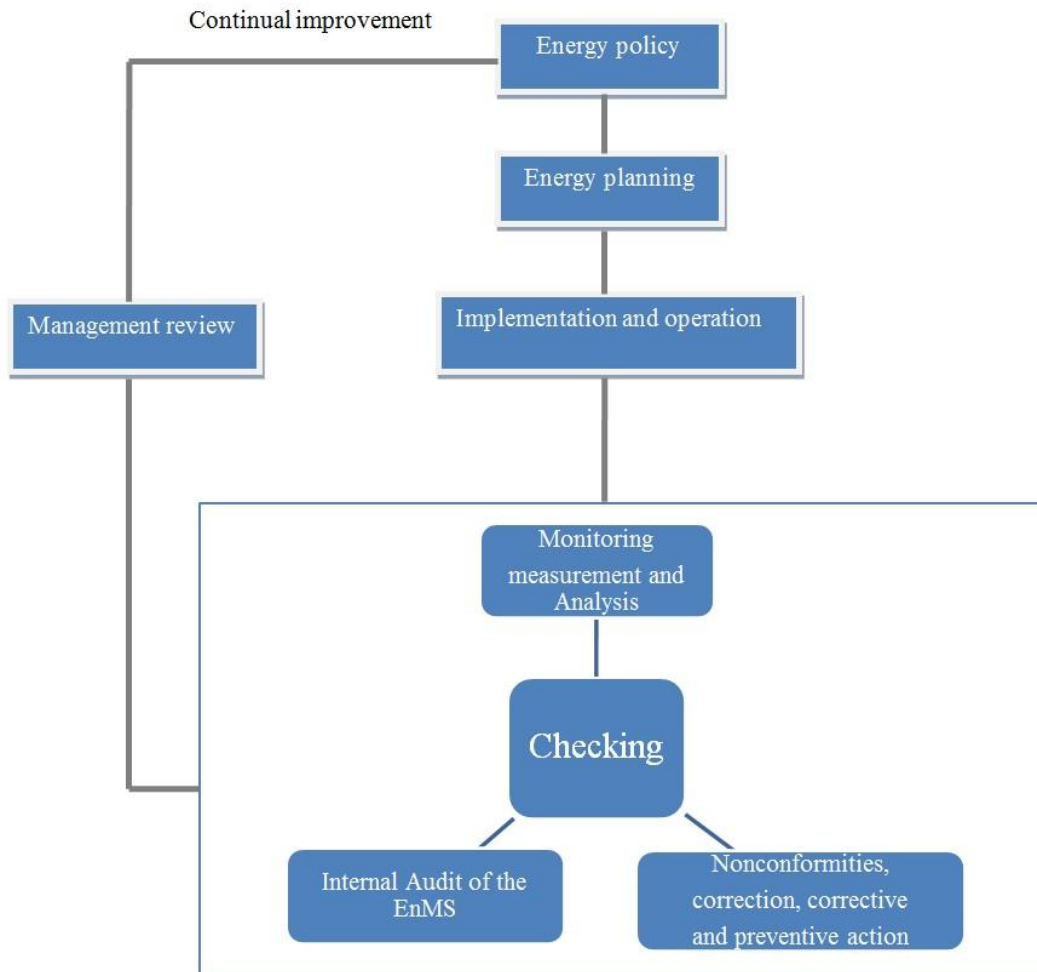 Continual improvement
Energy policy
Energy planning
Management review
Implementation and operation
Monitoring
measurement and
Analysis
Checking
Internal Audit of the
EnMS
Nonconformities,
correction, corrective
and preventive action